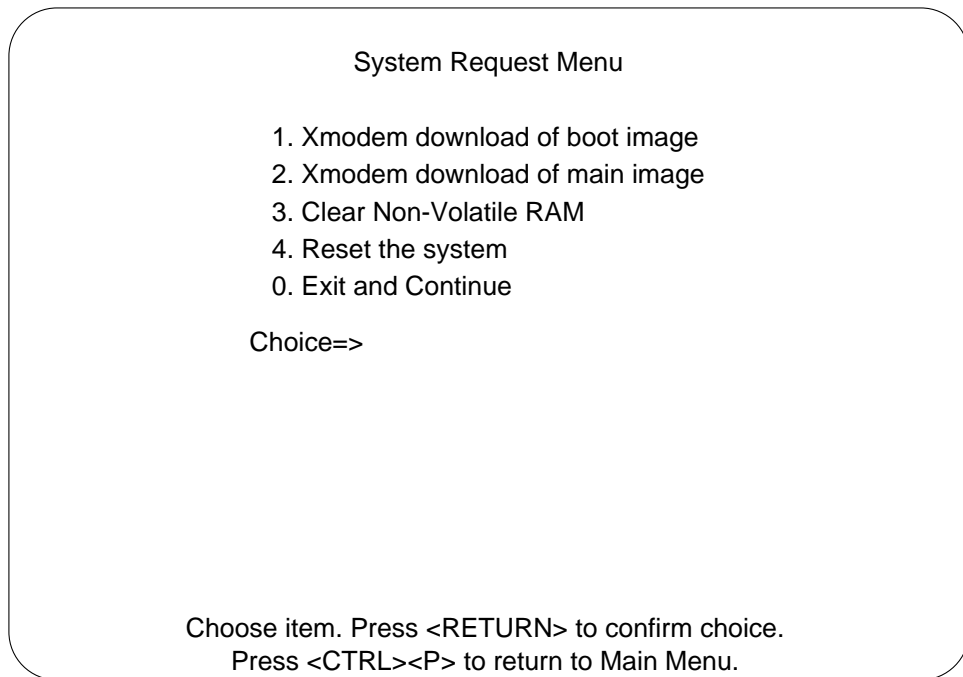 System Request Menu
1. Xmodem download of boot image
2. Xmodem download of main image
3. Clear Non-Volatile RAM
4. Reset the system
0. Exit and Continue
Choice=>
Choose item. Press <RETURN> to confirm choice.
Press <CTRL><P> to return to Main Menu.